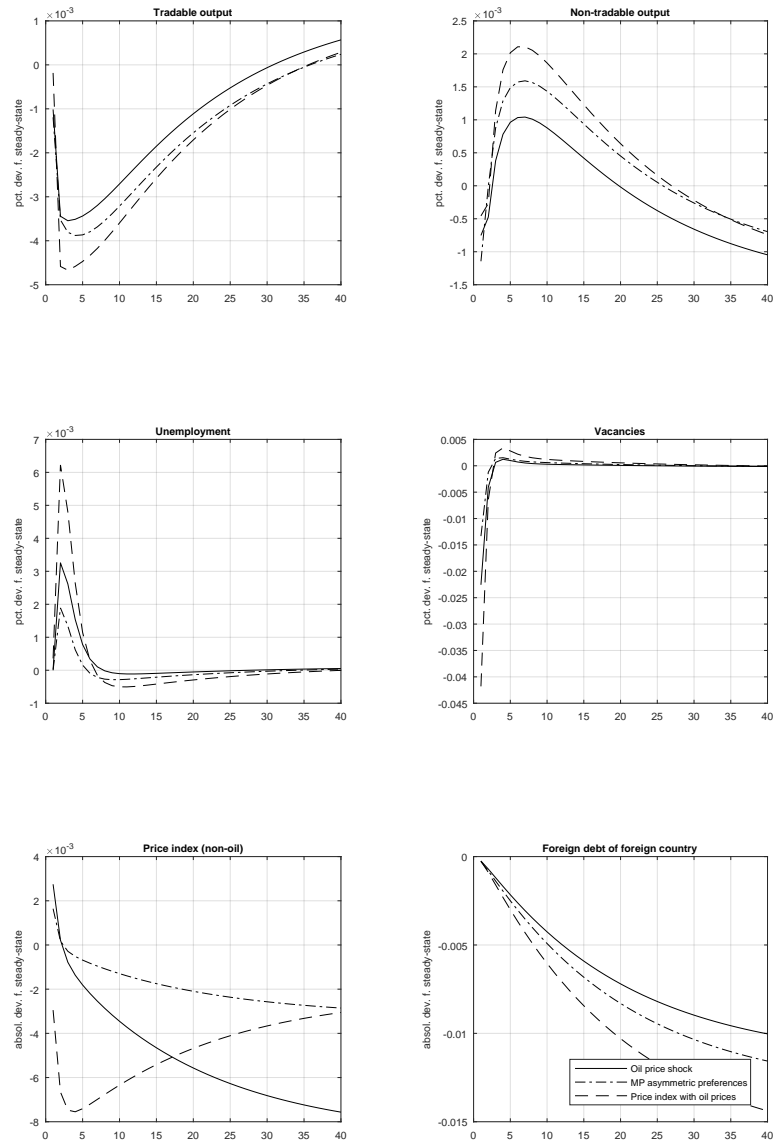 ×10⁻³ Tradable output
1
0
-1
-2
-3
-4
-5
pct. dev. f. steady-state
0 5 10 15 20 25 30 35 40
×10⁻³ Non-tradable output
2.5
2
1.5
1
0.5
0
-0.5
-1
-1.5
pct. dev. f. steady-state
0 5 10 15 20 25 30 35 40
×10⁻³ Unemployment
7
6
5
4
3
2
1
0
-1
pct. dev. f. steady-state
0 5 10 15 20 25 30 35 40
Vacancies
0.005
0
-0.005
-0.01
-0.015
-0.02
-0.025
-0.03
-0.035
-0.04
-0.045
pct. dev. f. steady-state
0 5 10 15 20 25 30 35 40
×10⁻³ Price index (non-oil)
4
2
0
-2
-4
-6
-8
absol. dev. f. steady-state
0 5 10 15 20 25 30 35 40
Foreign debt of foreign country
0
-0.005
-0.01
-0.015
absol. dev. f. steady-state
0 5 10 15 20 25 30 35 40
Oil price shock
MP asymmetric preferences
Price index with oil prices